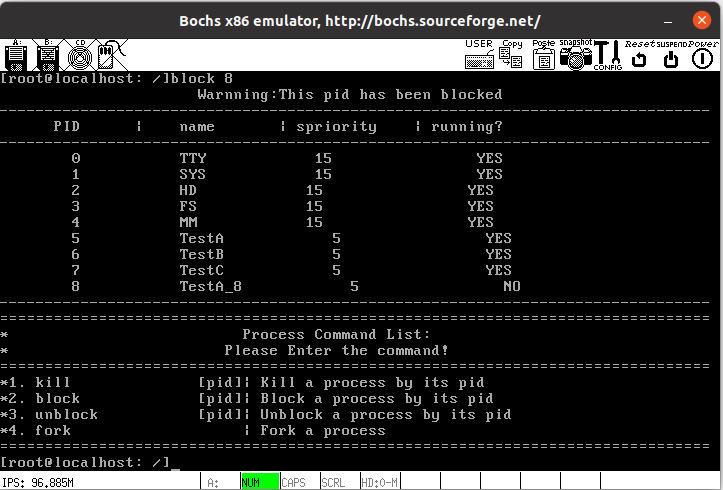 Bochs x86 emulator, http://bochs.sourceforge.net/
A: B: CD USER Copy Paste snapshot CONFIG Reset SUSPEND Power
[root@localhost: /]block 8
Warnning:This pid has been blocked
--------------------------------------------------------------------------------
PID | name | spriority | running?
--------------------------------------------------------------------------------
0 TTY 15 YES
1 SYS 15 YES
2 HD 15 YES
3 FS 15 YES
4 MM 15 YES
5 TestA 5 YES
6 TestB 5 YES
7 TestC 5 YES
8 TestA_8 5 NO
--------------------------------------------------------------------------------
================================================================================
* Process Command List:
* Please Enter the command!
================================================================================
*1. kill [pid]| Kill a process by its pid
*2. block [pid]| Block a process by its pid
*3. unblock [pid]| Unblock a process by its pid
*4. fork | Fork a process
================================================================================
[root@localhost: /]_
IPS: 96.885M A: NUM CAPS SCRL HD:0-M